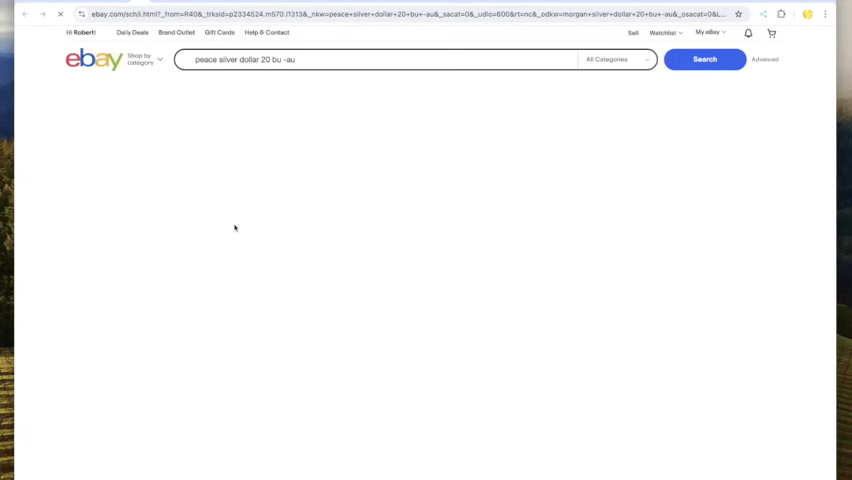 ebay.com/sch/i.html?_from=R40&_trksid=p2334524.m570.l1313&_nkw=peace+silver+dollar+20+bu+-au&_sacat=0&_udlo=600&rt=nc&_odkw=morgan+silver+dollar+20+bu+-au&_osacat=0&L...
Hi Robert! Daily Deals Brand Outlet Gift Cards Help & Contact Sell Watchlist My eBay
ebay Shop by category peace silver dollar 20 bu -au All Categories Search Advanced